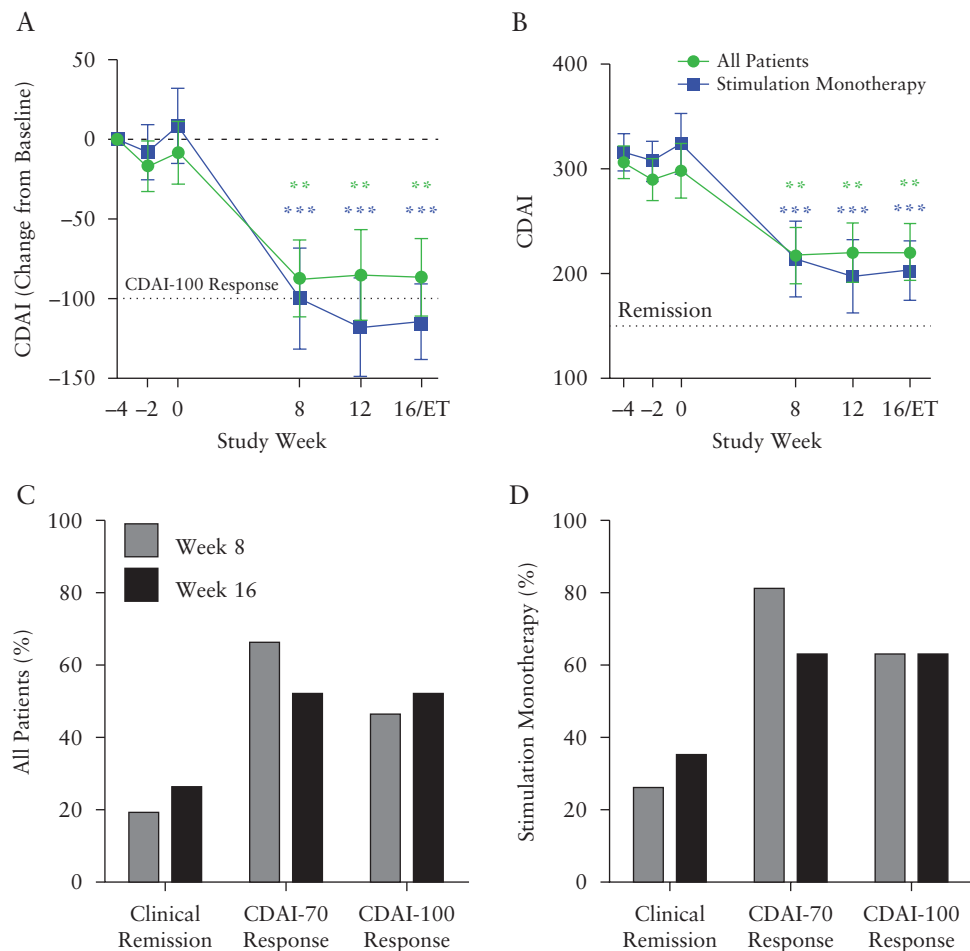 A
50
0
−50
−100
−150
CDAI (Change from Baseline)
CDAI-100 Response
**
**
**
***
***
***
−4
−2
0
8
12
16/ET
Study Week
B
All Patients
Stimulation Monotherapy
400
300
200
100
CDAI
**
**
**
***
***
***
Remission
−4
−2
0
8
12
16/ET
Study Week
C
100
80
60
40
20
0
All Patients (%)
Week 8
Week 16
Clinical
Remission
CDAI-70
Response
CDAI-100
Response
D
100
80
60
40
20
0
Stimulation Monotherapy (%)
Clinical
Remission
CDAI-70
Response
CDAI-100
Response